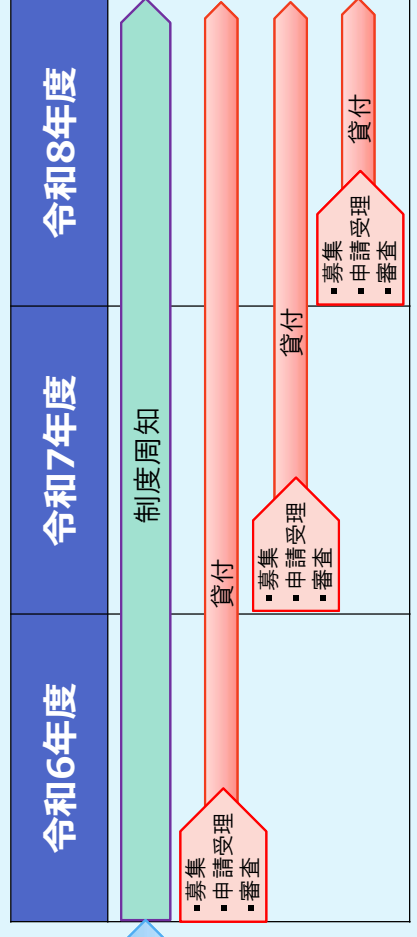 令和6年度
令和7年度
令和8年度
制度周知
▪募集
▪申請受理
▪審査
貸付
▪募集
▪申請受理
▪審査
貸付
▪募集
▪申請受理
▪審査
貸付